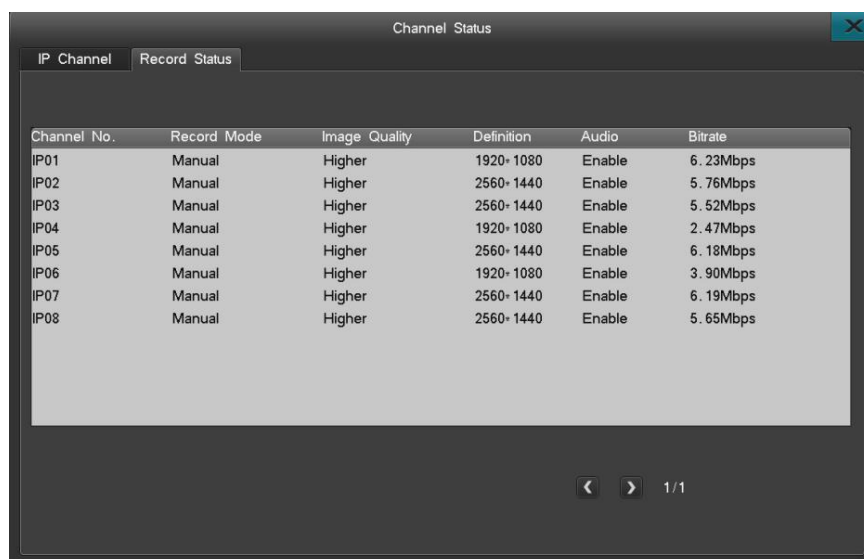 Channel Status
IP Channel Record Status
Channel No. Record Mode Image Quality Definition Audio Bitrate
IP01 Manual Higher 1920*1080 Enable 6.23Mbps
IP02 Manual Higher 2560*1440 Enable 5.76Mbps
IP03 Manual Higher 2560*1440 Enable 5.52Mbps
IP04 Manual Higher 1920*1080 Enable 2.47Mbps
IP05 Manual Higher 2560*1440 Enable 6.18Mbps
IP06 Manual Higher 1920*1080 Enable 3.90Mbps
IP07 Manual Higher 2560*1440 Enable 6.19Mbps
IP08 Manual Higher 2560*1440 Enable 5.65Mbps
1/1